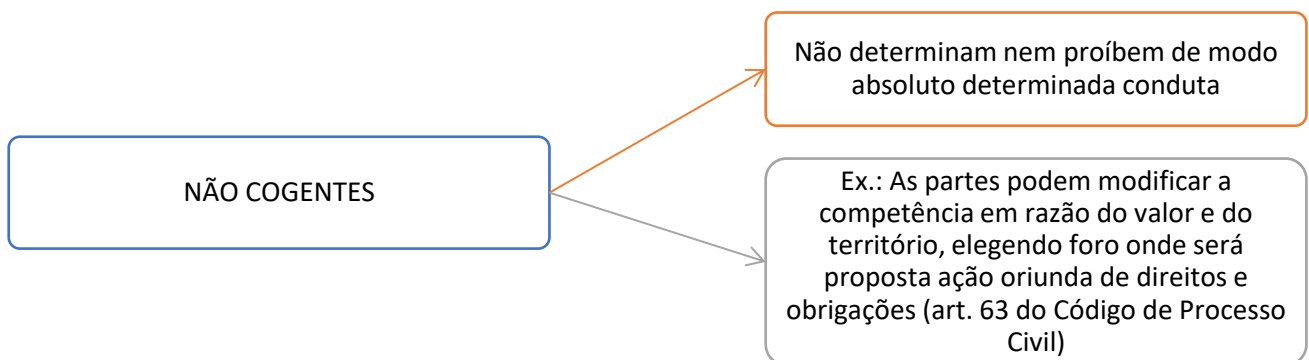 NÃO COGENTES
Não determinam nem proíbem de modo
absoluto determinada conduta
Ex.: As partes podem modificar a
competência em razão do valor e do
território, elegendo foro onde será
proposta ação oriunda de direitos e
obrigações (art. 63 do Código de Processo
Civil)